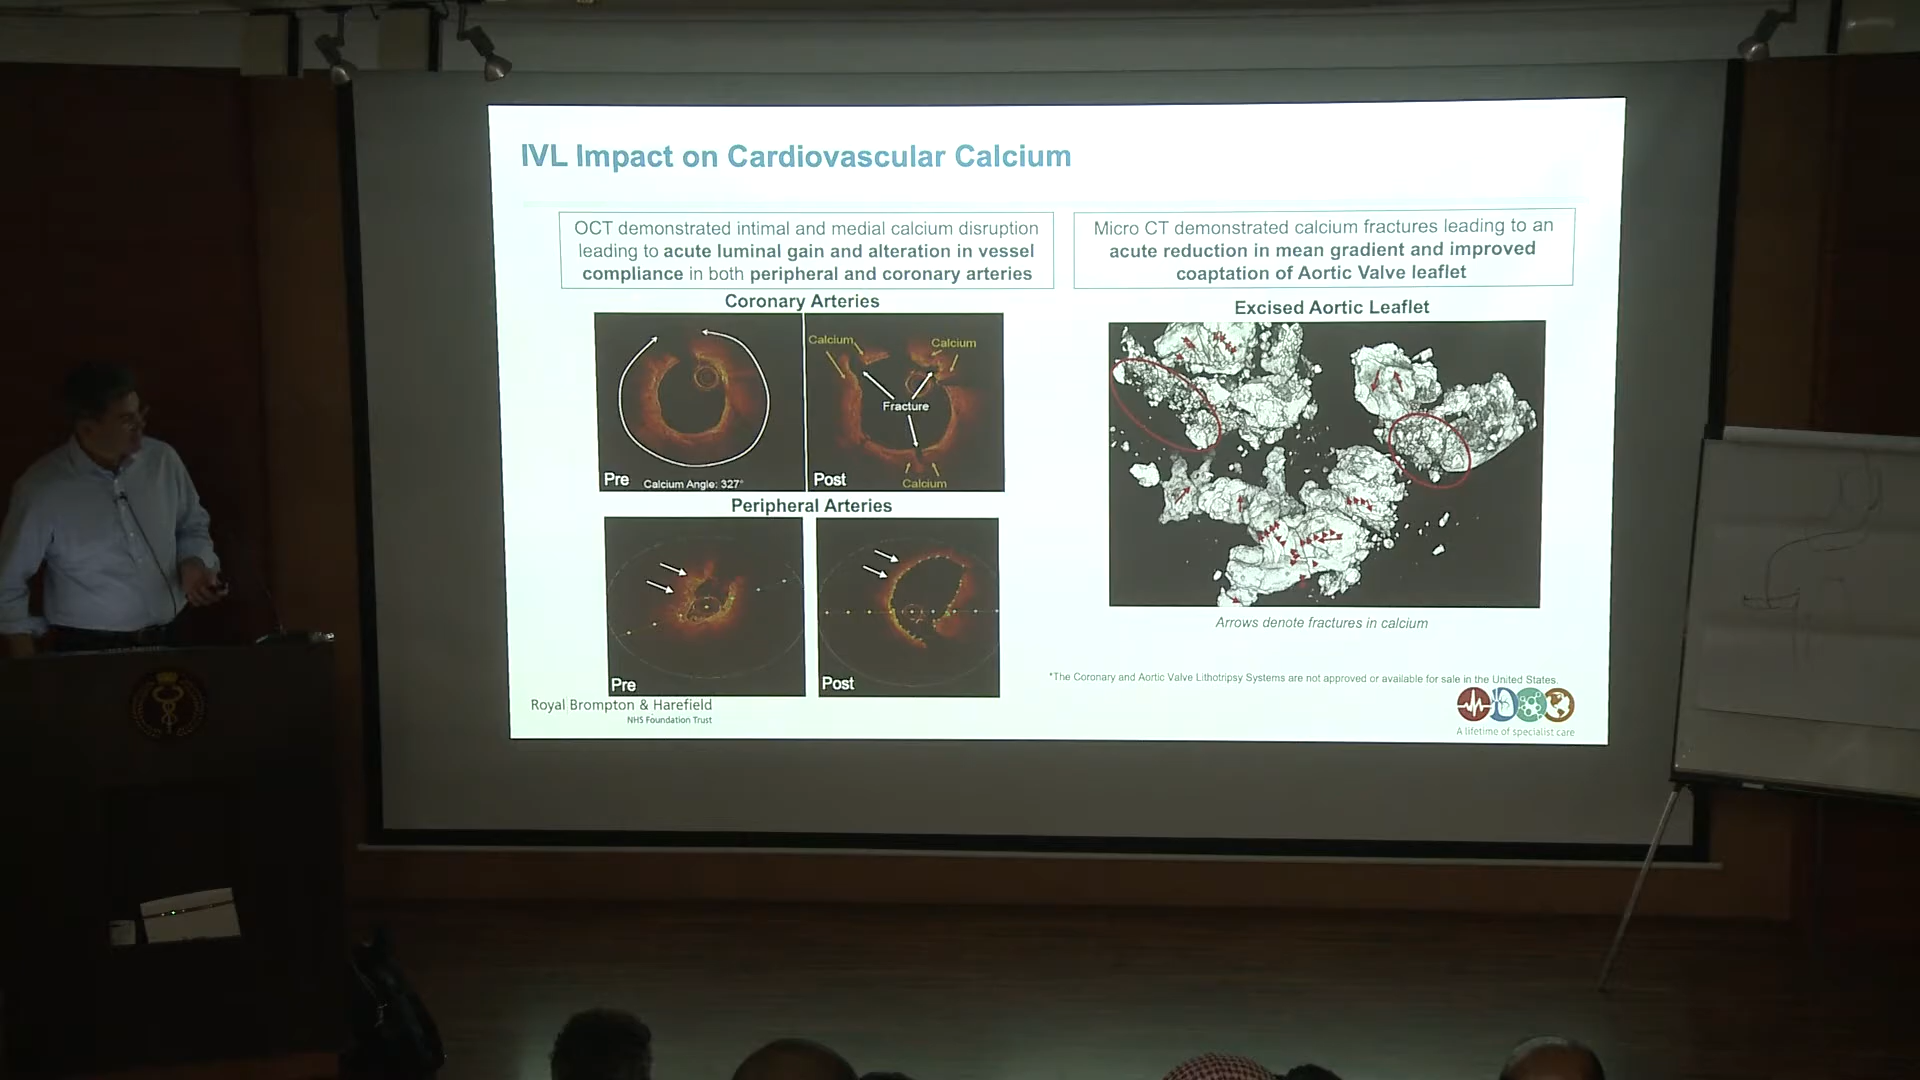 IVL Impact on Cardiovascular Calcium
OCT demonstrated intimal and medial calcium disruption
leading to acute luminal gain and alteration in vessel
compliance in both peripheral and coronary arteries
Coronary Arteries
Calcium
Calcium
Fracture
Pre
Calcium Angle: 327°
Post
Calcium
Peripheral Arteries
Pre
Post
Micro CT demonstrated calcium fractures leading to an
acute reduction in mean gradient and improved
coaptation of Aortic Valve leaflet
Excised Aortic Leaflet
Arrows denote fractures in calcium
*The Coronary and Aortic Valve Lithotripsy Systems are not approved or available for sale in the United States.
Royal Brompton & Harefield
NHS Foundation Trust
A lifetime of specialist care